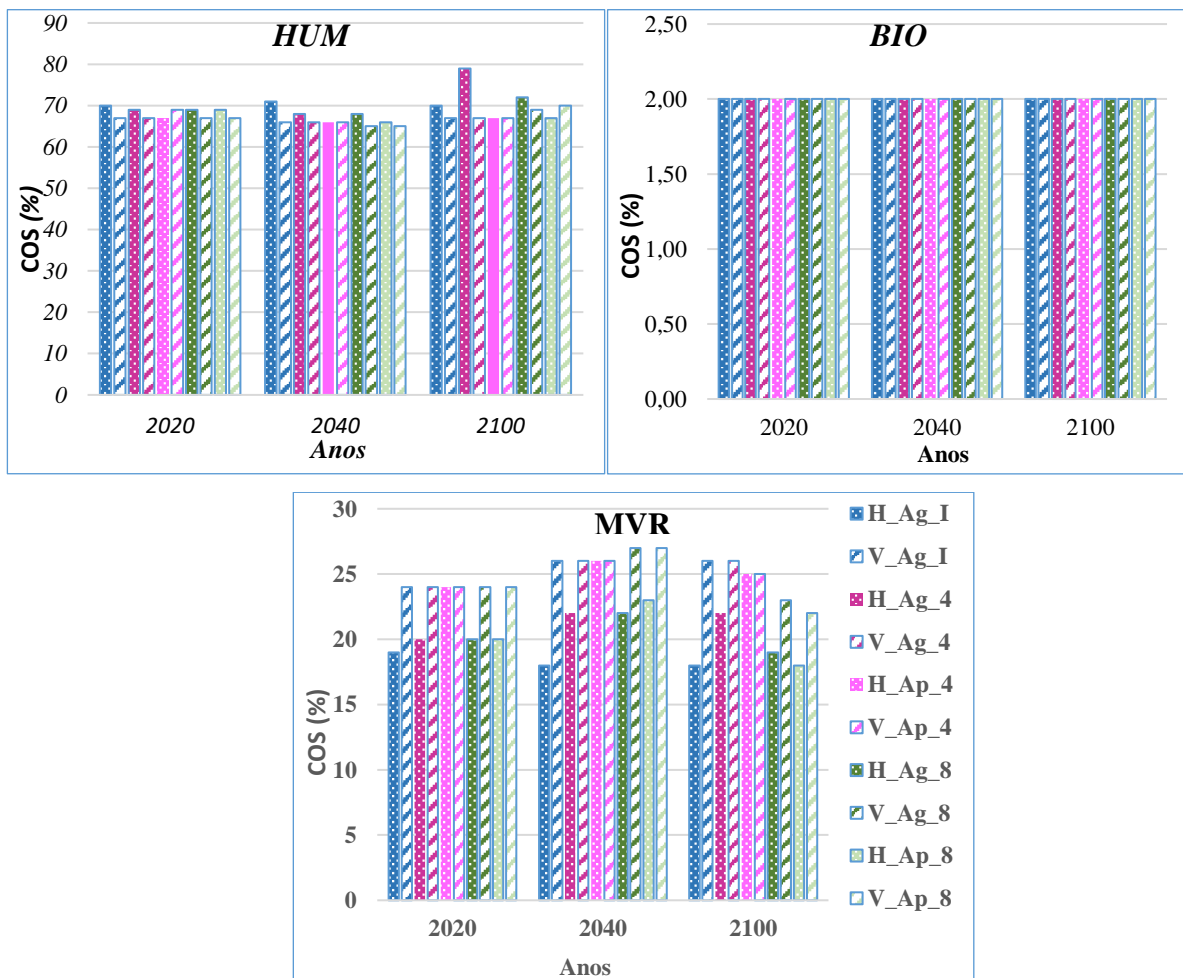 HUM
90
80
70
60
50
40
30
20
10
0
COS (%)
2020 2040 2100
Anos
BIO
2,50
2,00
1,50
1,00
0,50
0,00
COS (%)
2020 2040 2100
Anos
MVR
30
25
20
15
10
5
0
COS (%)
2020 2040 2100
Anos
H_Ag_I
V_Ag_I
H_Ag_4
V_Ag_4
H_Ap_4
V_Ap_4
H_Ag_8
V_Ag_8
H_Ap_8
V_Ap_8